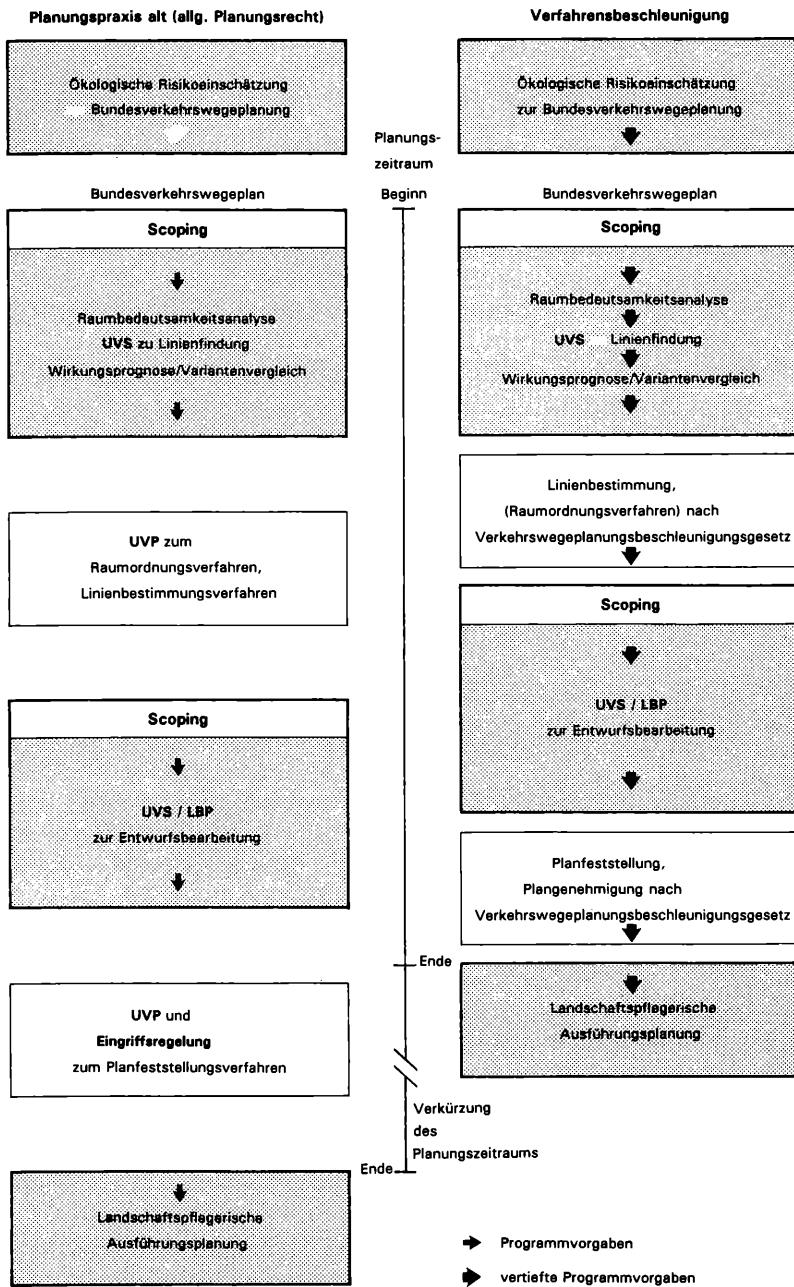 Planungspraxis alt (allg. Planungsrecht)
Ökologische Risikoeinschätzung
Bundesverkehrswegeplanung
Bundesverkehrswegeplan
Scoping
Raumbedeutsamkeitsanalyse
UVS zu Linienfindung
Wirkungsprognose/Variantenvergleich
UVP zum
Raumordnungsverfahren,
Linienbestimmungsverfahren
Scoping
UVS / LBP
zur Entwurfsbearbeitung
UVP und
Eingriffsregelung
zum Planfeststellungsverfahren
Landschaftspflegerische
Ausführungsplanung
Planungs-
zeitraum
Beginn
Ende
Verkürzung
des
Planungszeitraums
Ende
Verfahrensbeschleunigung
Ökologische Risikoeinschätzung
zur Bundesverkehrswegeplanung
Bundesverkehrswegeplan
Scoping
Raumbedeutsamkeitsanalyse
UVS Linienfindung
Wirkungsprognose/Variantenvergleich
Linienbestimmung,
(Raumordnungsverfahren) nach
Verkehrswegeplanungsbeschleunigungsgesetz
Scoping
UVS / LBP
zur Entwurfsbearbeitung
Planfeststellung,
Plangenehmigung nach
Verkehrswegeplanungsbeschleunigungsgesetz
Landschaftspflegerische
Ausführungsplanung
Programmvorgaben
vertiefte Programmvorgaben